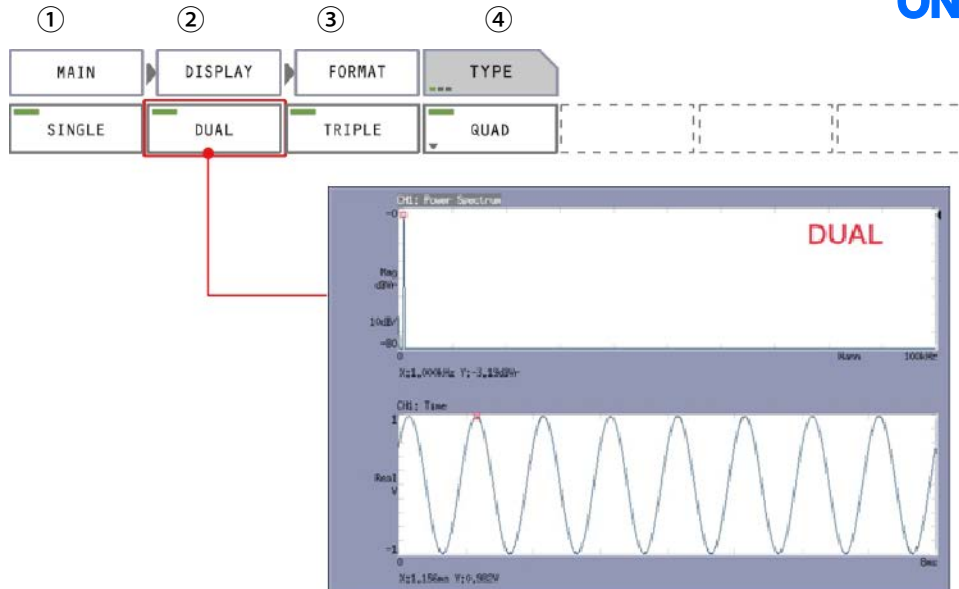 ① ② ③ ④
ON
MAIN DISPLAY FORMAT TYPE
SINGLE DUAL TRIPLE QUAD
CH1: Power Spectrum
-0
DUAL
Mag
dBVr
10dB/
-80
0 Hann 100kHz
X:1.000kHz Y:-3.19dBVr
CH1: Time
1
Real
V
-1
0 8ms
X:1.156ms Y:0.982V